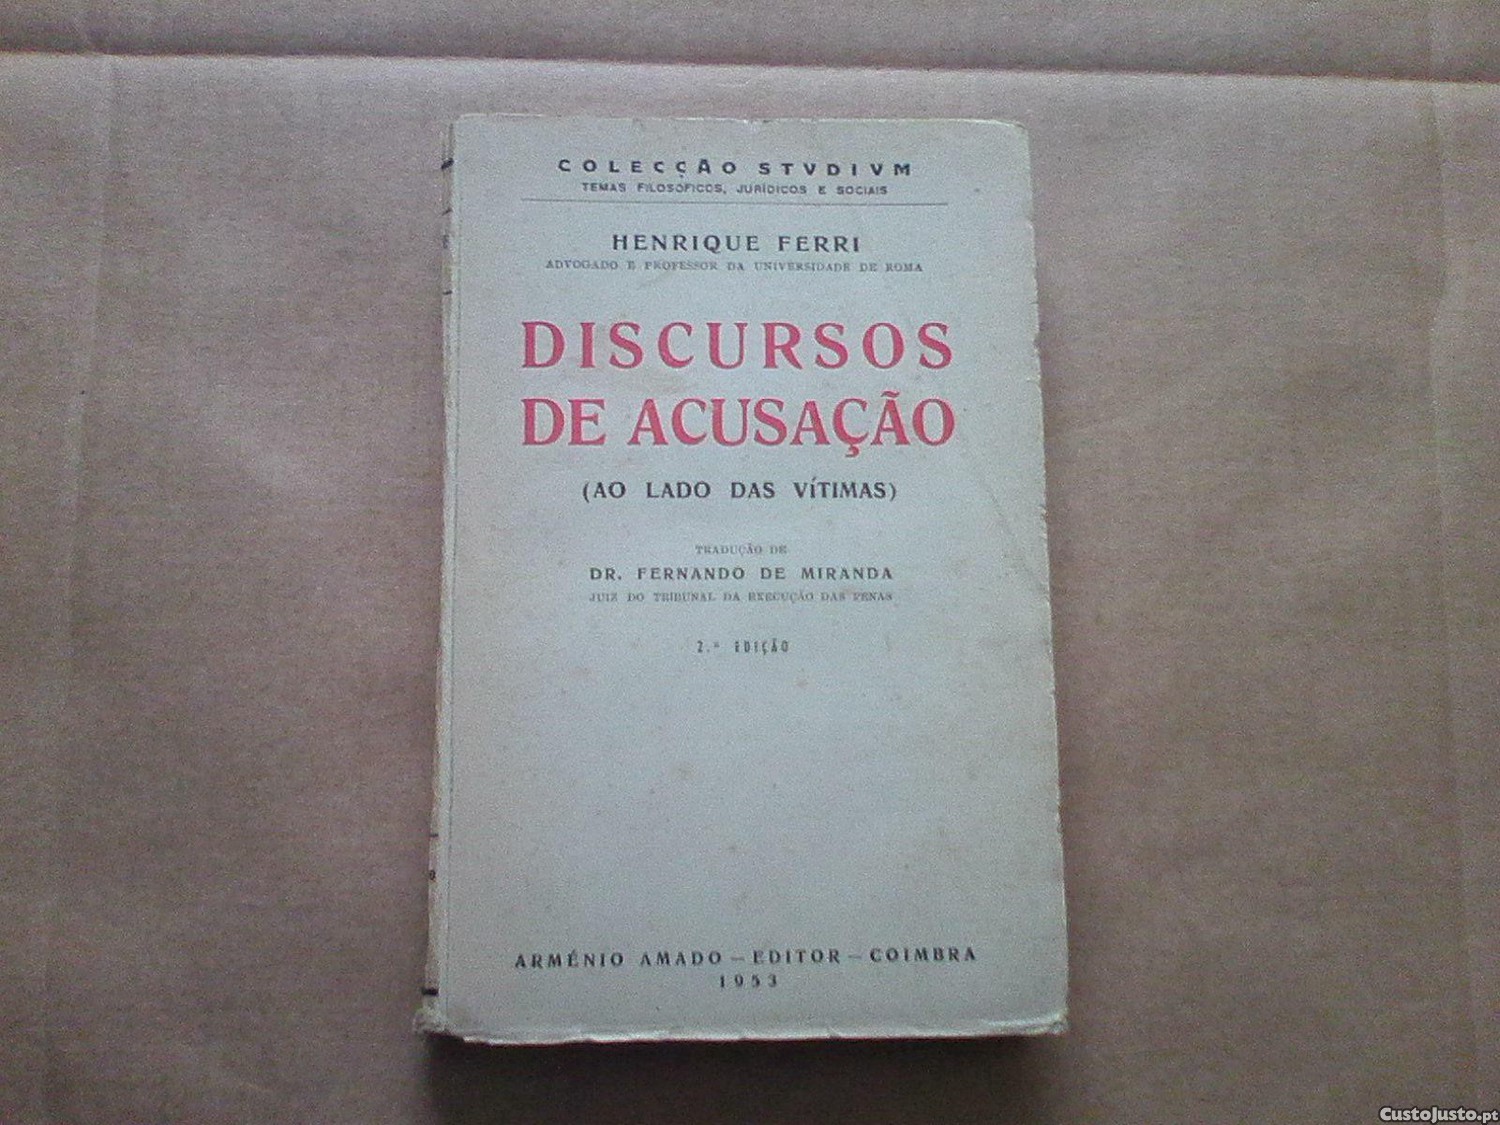 COLECÇÃO STVDIVM
TEMAS FILOSÓFICOS, JURÍDICOS E SOCIAIS
HENRIQUE FERRI
ADVOGADO E PROFESSOR DA UNIVERSIDADE DE ROMA
DISCURSOS
DE ACUSAÇÃO
(AO LADO DAS VÍTIMAS)
TRADUÇÃO DE
DR. FERNANDO DE MIRANDA
JUIZ DO TRIBUNAL DA EXECUÇÃO DAS PENAS
2.ª EDIÇÃO
ARMÉNIO AMADO — EDITOR — COIMBRA
1953
CustoJusto.pt